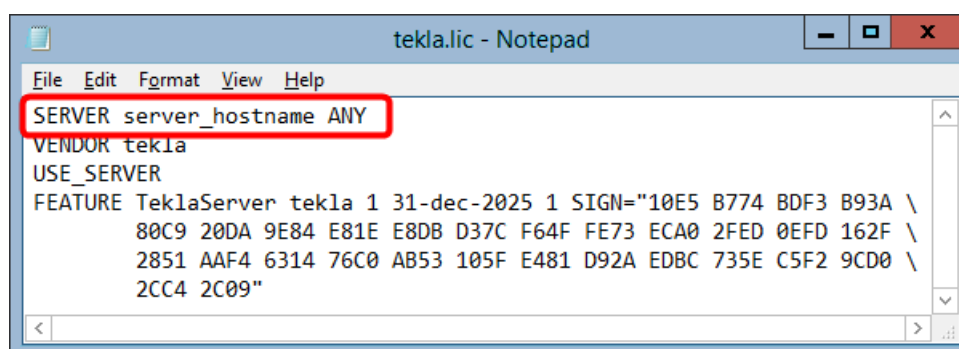 tekla.lic - Notepad
File Edit Format View Help
SERVER server_hostname ANY
VENDOR tekla
USE_SERVER
FEATURE TeklaServer tekla 1 31-dec-2025 1 SIGN="10E5 B774 BDF3 B93A \
80C9 20DA 9E84 E81E E8DB D37C F64F FE73 ECA0 2FED 0EFD 162F \
2851 AAF4 6314 76C0 AB53 105F E481 D92A EDBC 735E C5F2 9CD0 \
2CC4 2C09"